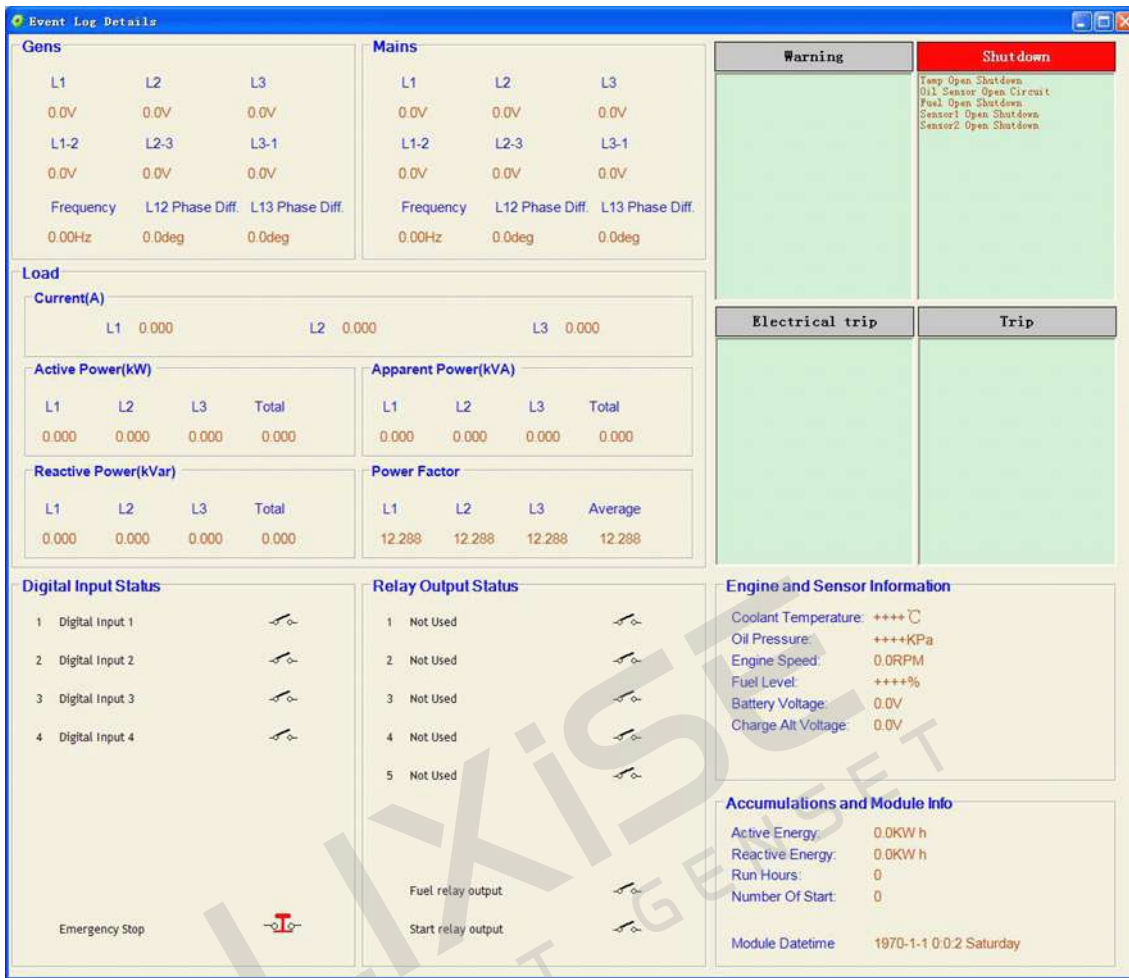 Event Log Details
Gens
L1 L2 L3
0.0V 0.0V 0.0V
L1-2 L2-3 L3-1
0.0V 0.0V 0.0V
Frequency L12 Phase Diff. L13 Phase Diff.
0.00Hz 0.0deg 0.0deg
Mains
L1 L2 L3
0.0V 0.0V 0.0V
L1-2 L2-3 L3-1
0.0V 0.0V 0.0V
Frequency L12 Phase Diff. L13 Phase Diff.
0.00Hz 0.0deg 0.0deg
Warning
Shutdown
Temp Open Shutdown
Oil Sensor Open Circuit
Fuel Open Shutdown
Sensor1 Open Shutdown
Sensor2 Open Shutdown
Load
Current(A)
L1 0.000 L2 0.000 L3 0.000
Active Power(kW)
L1 L2 L3 Total
0.000 0.000 0.000 0.000
Apparent Power(kVA)
L1 L2 L3 Total
0.000 0.000 0.000 0.000
Reactive Power(kVar)
L1 L2 L3 Total
0.000 0.000 0.000 0.000
Power Factor
L1 L2 L3 Average
12.288 12.288 12.288 12.288
Electrical trip
Trip
Digital Input Status
1 Digital Input 1
2 Digital Input 2
3 Digital Input 3
4 Digital Input 4
Emergency Stop
Relay Output Status
1 Not Used
2 Not Used
3 Not Used
4 Not Used
5 Not Used
Fuel relay output
Start relay output
Engine and Sensor Information
Coolant Temperature: ++++℃
Oil Pressure: ++++KPa
Engine Speed: 0.0RPM
Fuel Level: ++++%
Battery Voltage: 0.0V
Charge Alt Voltage: 0.0V
Accumulations and Module Info
Active Energy: 0.0KW h
Reactive Energy: 0.0KW h
Run Hours: 0
Number Of Start: 0
Module Datetime 1970-1-1 0:0:2 Saturday
LIXiSE
GENSET